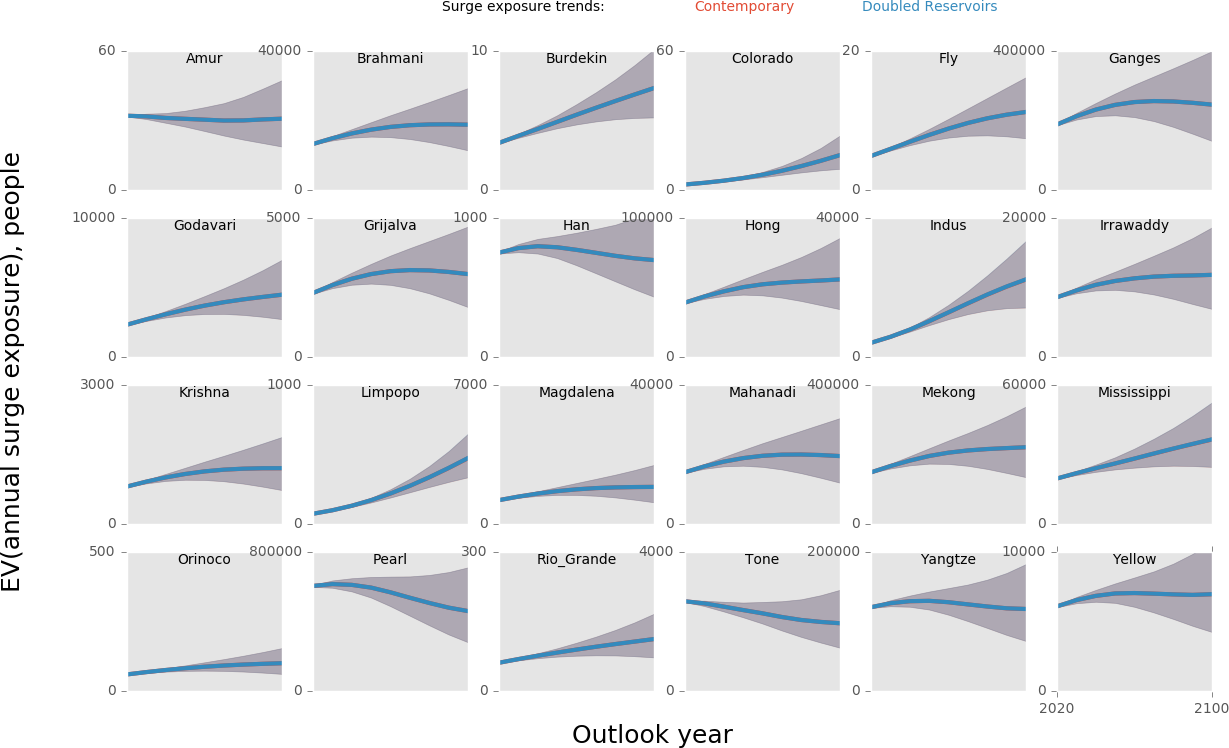 Surge exposure trends: Contemporary Doubled Reservoirs
60 40000 10 60 20 400000
Amur Brahmani Burdekin Colorado Fly Ganges
0 0 0 0 0 0
10000 5000 1000 100000 40000 20000
Godavari Grijalva Han Hong Indus Irrawaddy
0 0 0 0 0 0
3000 1000 7000 40000 400000 60000
Krishna Limpopo Magdalena Mahanadi Mekong Mississippi
0 0 0 0 0 0
500 800000 300 4000 200000 10000
Orinoco Pearl Rio_Grande Tone Yangtze Yellow
0 0 0 0 0 0
2020 2100
EV(annual surge exposure), people
Outlook year